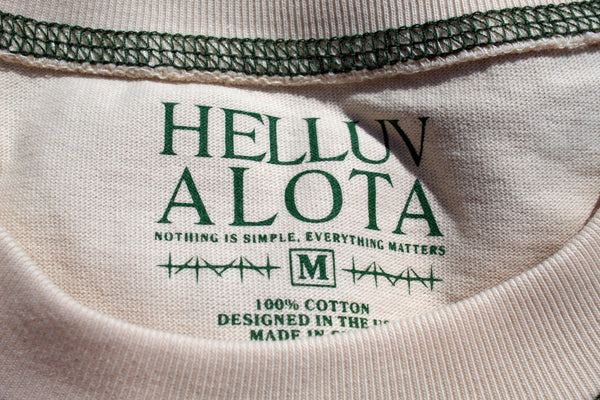 HELLUV
ALOTA
NOTHING IS SIMPLE, EVERYTHING MATTERS
M
100% COTTON
DESIGNED IN THE
MADE IN